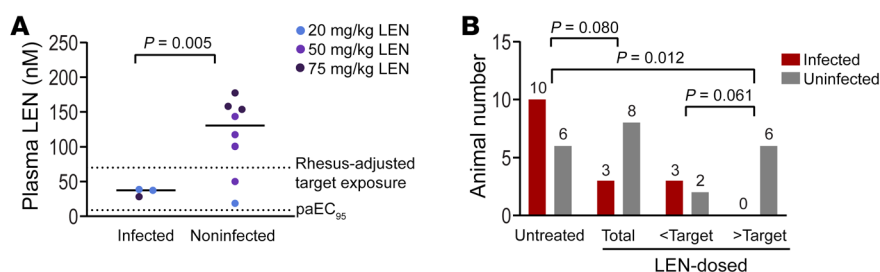 A
P = 0.005
20 mg/kg LEN
50 mg/kg LEN
75 mg/kg LEN
Plasma LEN (nM)
250
200
150
100
50
0
Rhesus-adjusted
target exposure
paEC95
Infected
Noninfected
B
P = 0.080
P = 0.012
P = 0.061
Infected
Uninfected
Animal number
15
10
5
0
10
6
3
8
3
2
0
6
Untreated
Total
<Target
>Target
LEN-dosed